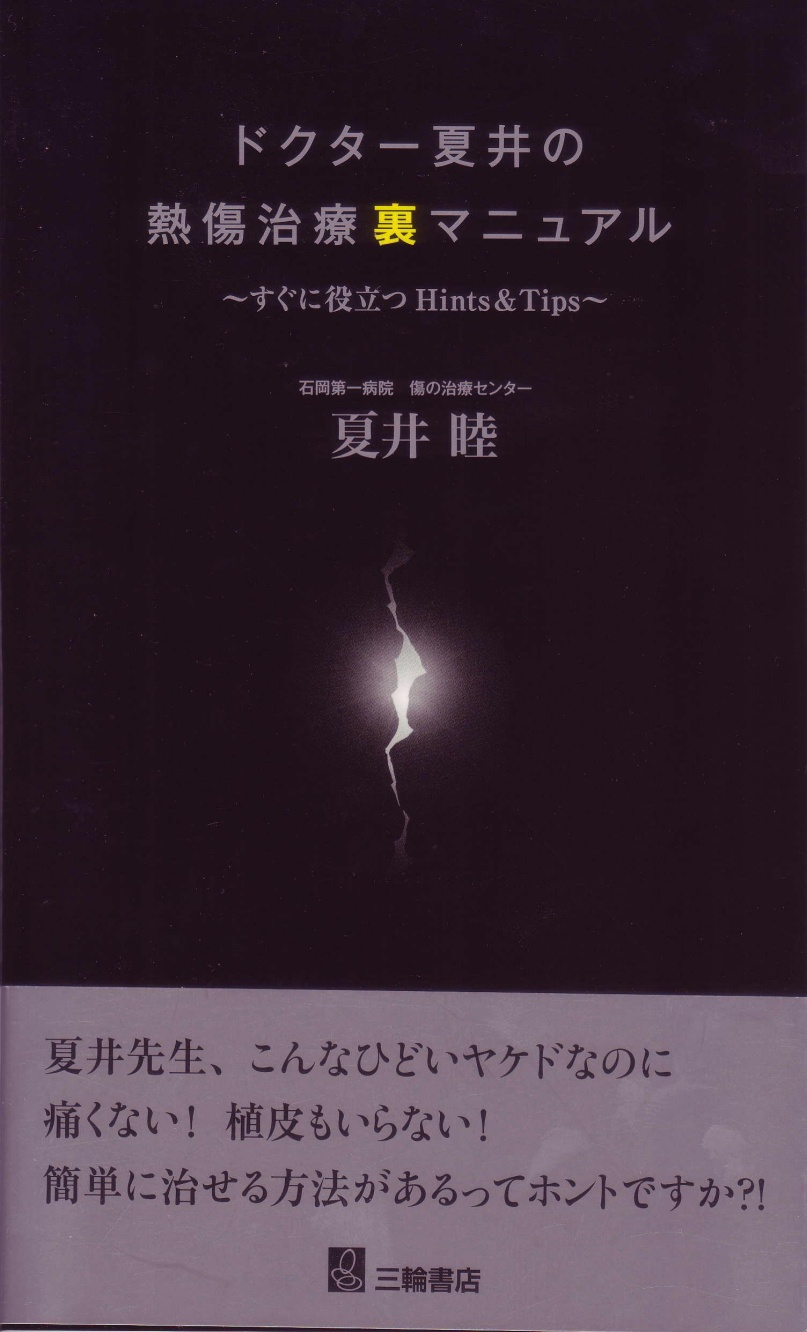 ドクター夏井の
熱傷治療裏マニュアル
～すぐに役立つ Hints＆Tips～
石岡第一病院　傷の治療センター
夏井 睦
夏井先生、こんなひどいヤケドなのに
痛くない！ 植皮もいらない！
簡単に治せる方法があるってホントですか?!
三輪書店